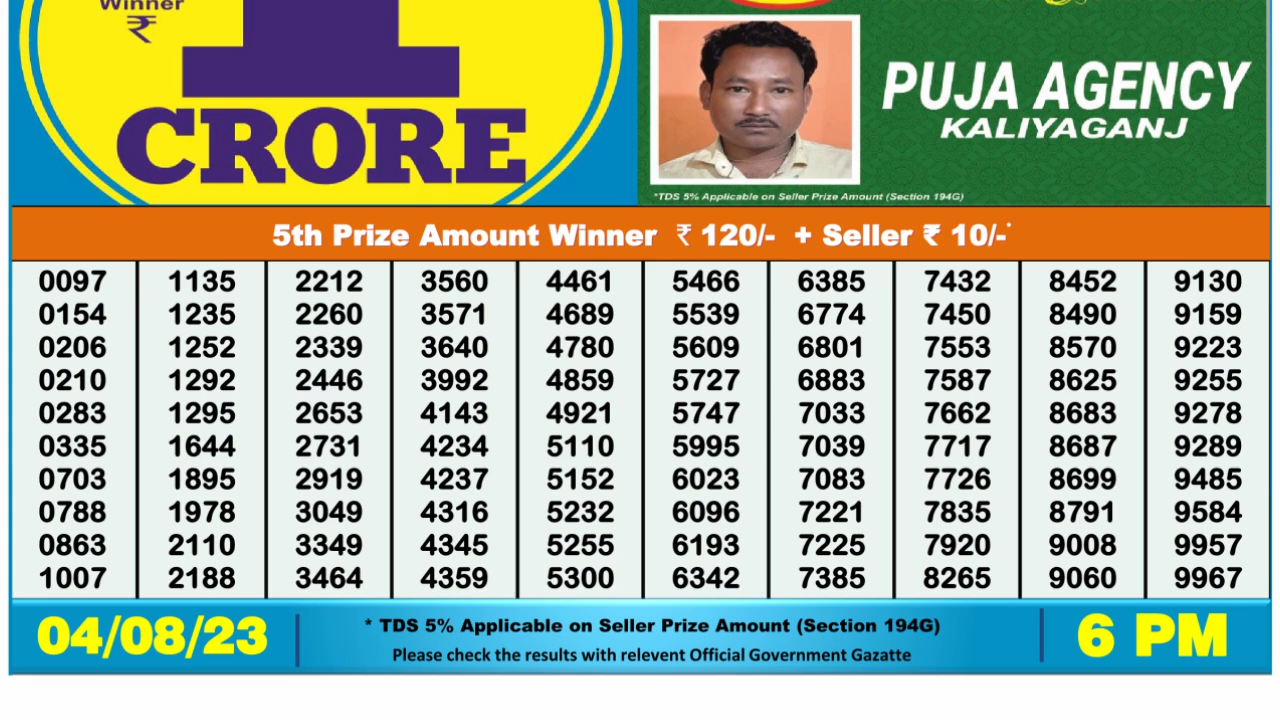 Winner
₹
1
CRORE
PUJA AGENCY
KALIYAGANJ
*TDS 5% Applicable on Seller Prize Amount (Section 194G)
5th Prize Amount Winner ₹ 120/- + Seller ₹ 10/-*
0097 1135 2212 3560 4461 5466 6385 7432 8452 9130
0154 1235 2260 3571 4689 5539 6774 7450 8490 9159
0206 1252 2339 3640 4780 5609 6801 7553 8570 9223
0210 1292 2446 3992 4859 5727 6883 7587 8625 9255
0283 1295 2653 4143 4921 5747 7033 7662 8683 9278
0335 1644 2731 4234 5110 5995 7039 7717 8687 9289
0703 1895 2919 4237 5152 6023 7083 7726 8699 9485
0788 1978 3049 4316 5232 6096 7221 7835 8791 9584
0863 2110 3349 4345 5255 6193 7225 7920 9008 9957
1007 2188 3464 4359 5300 6342 7385 8265 9060 9967
04/08/23
* TDS 5% Applicable on Seller Prize Amount (Section 194G)
Please check the results with relevent Official Government Gazatte
6 PM